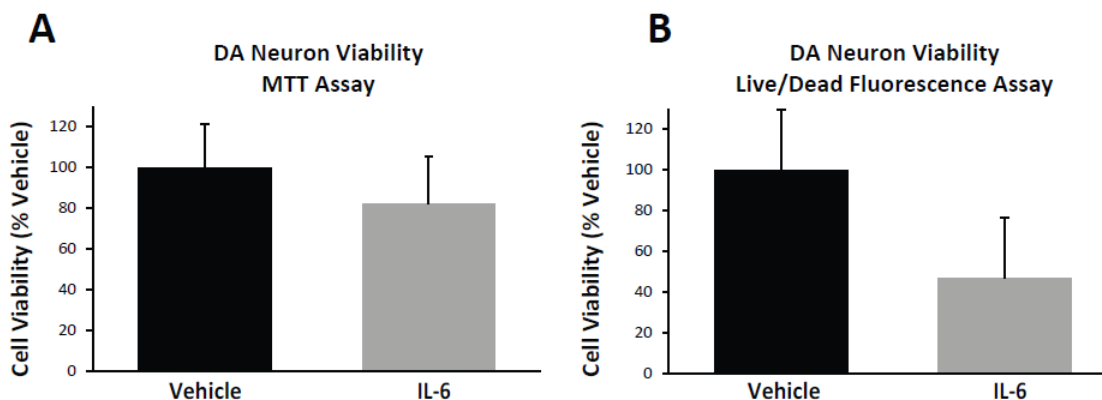 A
DA Neuron Viability
MTT Assay
Cell Viability (% Vehicle)
120
100
80
60
40
20
0
Vehicle IL-6
B
DA Neuron Viability
Live/Dead Fluorescence Assay
Cell Viability (% Vehicle)
120
100
80
60
40
20
0
Vehicle IL-6